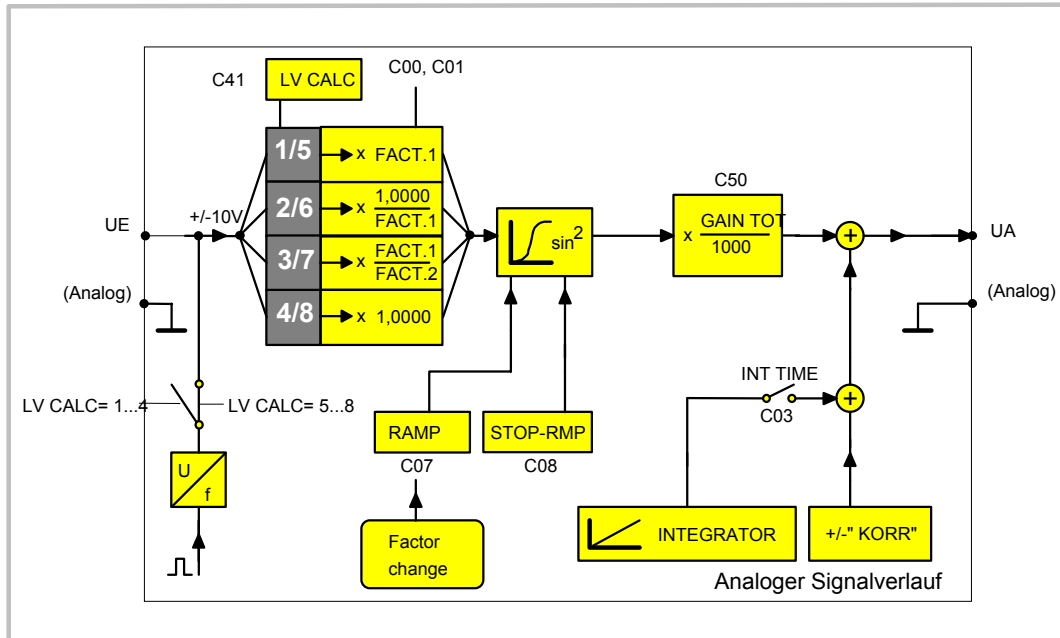 C41
LV CALC
C00, C01
1/5
x FACT.1
2/6
x 1,0000
FACT.1
3/7
x FACT.1
FACT.2
4/8
x 1,0000
UE
+/-10V
(Analog)
sin2
C50
x GAIN TOT
1000
+
UA
(Analog)
LV CALC= 1...4
LV CALC= 5...8
U
f
RAMP
C07
STOP-RMP
C08
Factor
change
INT TIME
C03
+
INTEGRATOR
+/-" KORR"
Analoger Signalverlauf